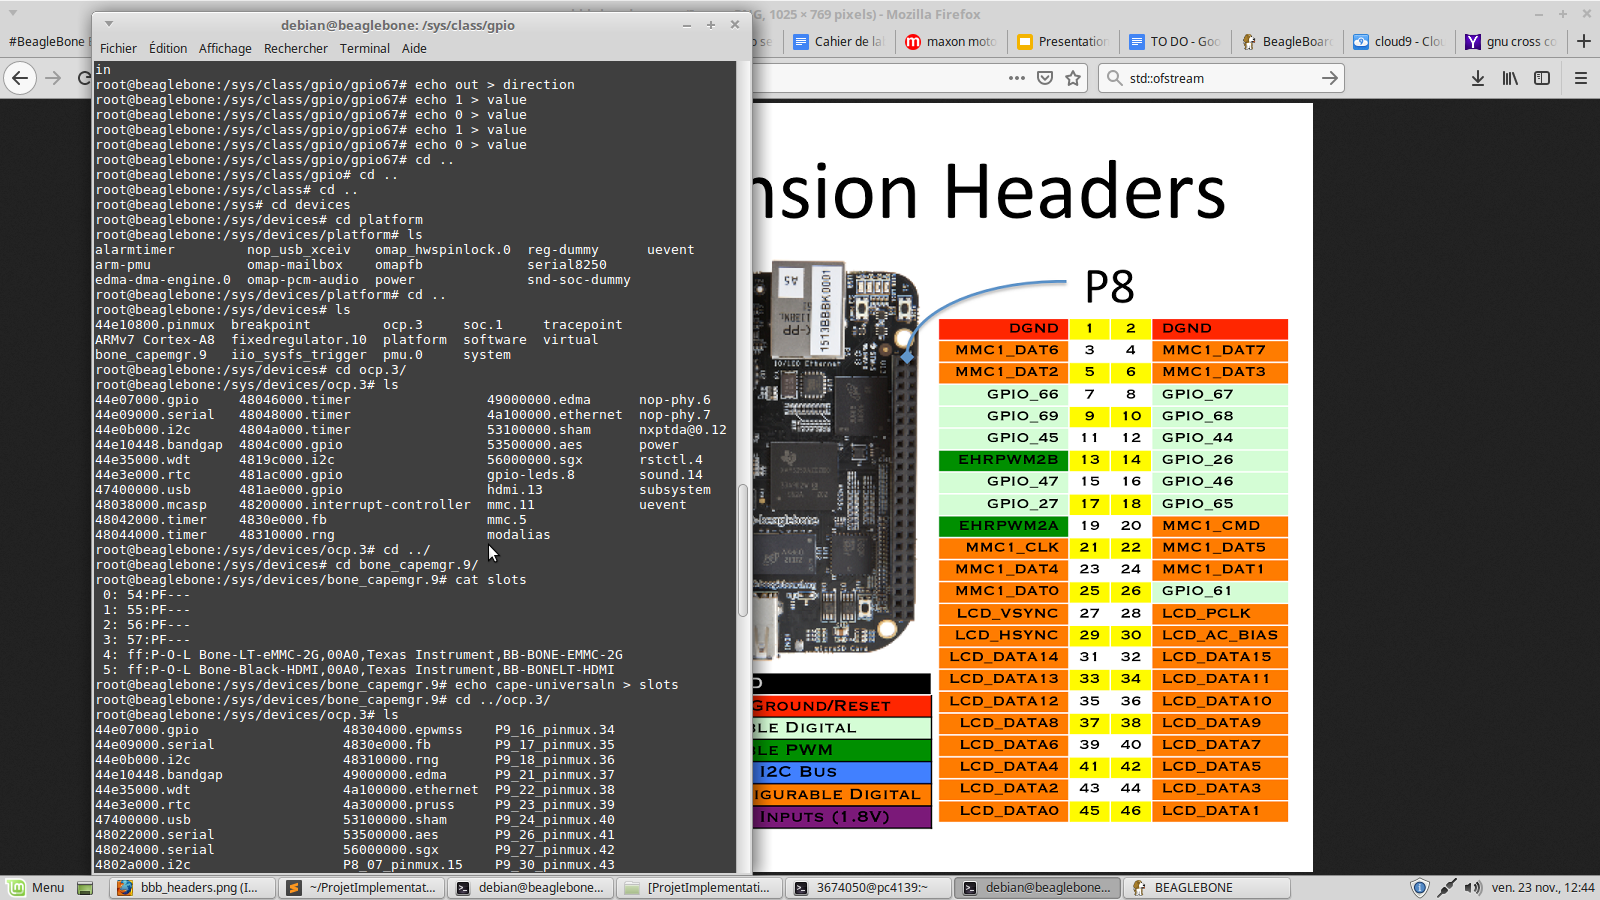 debian@beaglebone: /sys/class/gpio
NG, 1025 × 769 pixels) - Mozilla Firefox
#BeagleBone
Fichier Édition Affichage Rechercher Terminal Aide
Cahier de la
maxon mot
Presentation
TO DO - Goo
BeagleBoar
cloud9 - Clou
gnu cross co
std::ofstream
in
root@beaglebone:/sys/class/gpio/gpio67# echo out > direction
root@beaglebone:/sys/class/gpio/gpio67# echo 1 > value
root@beaglebone:/sys/class/gpio/gpio67# echo 0 > value
root@beaglebone:/sys/class/gpio/gpio67# echo 1 > value
root@beaglebone:/sys/class/gpio/gpio67# echo 0 > value
root@beaglebone:/sys/class/gpio/gpio67# cd ..
root@beaglebone:/sys/class/gpio# cd ..
root@beaglebone:/sys/class# cd ..
root@beaglebone:/sys# cd devices
root@beaglebone:/sys/devices# cd platform
root@beaglebone:/sys/devices/platform# ls
alarmtimer nop_usb_xceiv omap_hwspinlock.0 reg-dummy uevent
arm-pmu omap-mailbox omapfb serial8250
edma-dma-engine.0 omap-pcm-audio power snd-soc-dummy
root@beaglebone:/sys/devices/platform# cd ..
root@beaglebone:/sys/devices# ls
44e10800.pinmux breakpoint ocp.3 soc.1 tracepoint
ARMv7 Cortex-A8 fixedregulator.10 platform software virtual
bone_capemgr.9 iio_sysfs_trigger pmu.0 system
root@beaglebone:/sys/devices# cd ocp.3/
root@beaglebone:/sys/devices/ocp.3# ls
44e07000.gpio 48046000.timer 49000000.edma nop-phy.6
44e09000.serial 48048000.timer 4a100000.ethernet nop-phy.7
44e0b000.i2c 4804a000.timer 53100000.sham nxptda@0.12
44e10448.bandgap 4804c000.gpio 53500000.aes power
44e35000.wdt 4819c000.i2c 56000000.sgx rstctl.4
44e3e000.rtc 481ac000.gpio gpio-leds.8 sound.14
47400000.usb 481ae000.gpio hdmi.13 subsystem
48038000.mcasp 48200000.interrupt-controller mmc.11 uevent
48042000.timer 4830e000.fb mmc.5
48044000.timer 48310000.rng modalias
root@beaglebone:/sys/devices/ocp.3# cd ../
root@beaglebone:/sys/devices# cd bone_capemgr.9/
root@beaglebone:/sys/devices/bone_capemgr.9# cat slots
0: 54:PF---
1: 55:PF---
2: 56:PF---
3: 57:PF---
4: ff:P-O-L Bone-LT-eMMC-2G,00A0,Texas Instrument,BB-BONE-EMMC-2G
5: ff:P-O-L Bone-Black-HDMI,00A0,Texas Instrument,BB-BONELT-HDMI
root@beaglebone:/sys/devices/bone_capemgr.9# echo cape-universaln > slots
root@beaglebone:/sys/devices/bone_capemgr.9# cd ../ocp.3/
root@beaglebone:/sys/devices/ocp.3# ls
44e07000.gpio 48304000.epwmss P9_16_pinmux.34
44e09000.serial 4830e000.fb P9_17_pinmux.35
44e0b000.i2c 48310000.rng P9_18_pinmux.36
44e10448.bandgap 49000000.edma P9_21_pinmux.37
44e35000.wdt 4a100000.ethernet P9_22_pinmux.38
44e3e000.rtc 4a300000.pruss P9_23_pinmux.39
47400000.usb 53100000.sham P9_24_pinmux.40
48022000.serial 53500000.aes P9_26_pinmux.41
48024000.serial 56000000.sgx P9_27_pinmux.42
4802a000.i2c P8_07_pinmux.15 P9_30_pinmux.43
nsion Headers
P8
1513BBBK0001
A5
DGND 1 2 DGND
MMC1_DAT6 3 4 MMC1_DAT7
MMC1_DAT2 5 6 MMC1_DAT3
GPIO_66 7 8 GPIO_67
GPIO_69 9 10 GPIO_68
GPIO_45 11 12 GPIO_44
EHRPWM2B 13 14 GPIO_26
GPIO_47 15 16 GPIO_46
GPIO_27 17 18 GPIO_65
EHRPWM2A 19 20 MMC1_CMD
MMC1_CLK 21 22 MMC1_DAT5
MMC1_DAT4 23 24 MMC1_DAT1
MMC1_DAT0 25 26 GPIO_61
LCD_VSYNC 27 28 LCD_PCLK
LCD_HSYNC 29 30 LCD_AC_BIAS
LCD_DATA14 31 32 LCD_DATA15
LCD_DATA13 33 34 LCD_DATA11
LCD_DATA12 35 36 LCD_DATA10
LCD_DATA8 37 38 LCD_DATA9
LCD_DATA6 39 40 LCD_DATA7
LCD_DATA4 41 42 LCD_DATA5
LCD_DATA2 43 44 LCD_DATA3
LCD_DATA0 45 46 LCD_DATA1
D
Ground/Reset
ble Digital
ble PWM
I2C Bus
igurable Digital
Inputs (1.8V)
Menu
bbb_headers.png (I...
~/ProjetImplementat...
debian@beaglebone...
[ProjetImplementati...
3674050@pc4139:~
debian@beaglebone...
BEAGLEBONE
ven. 23 nov., 12:44